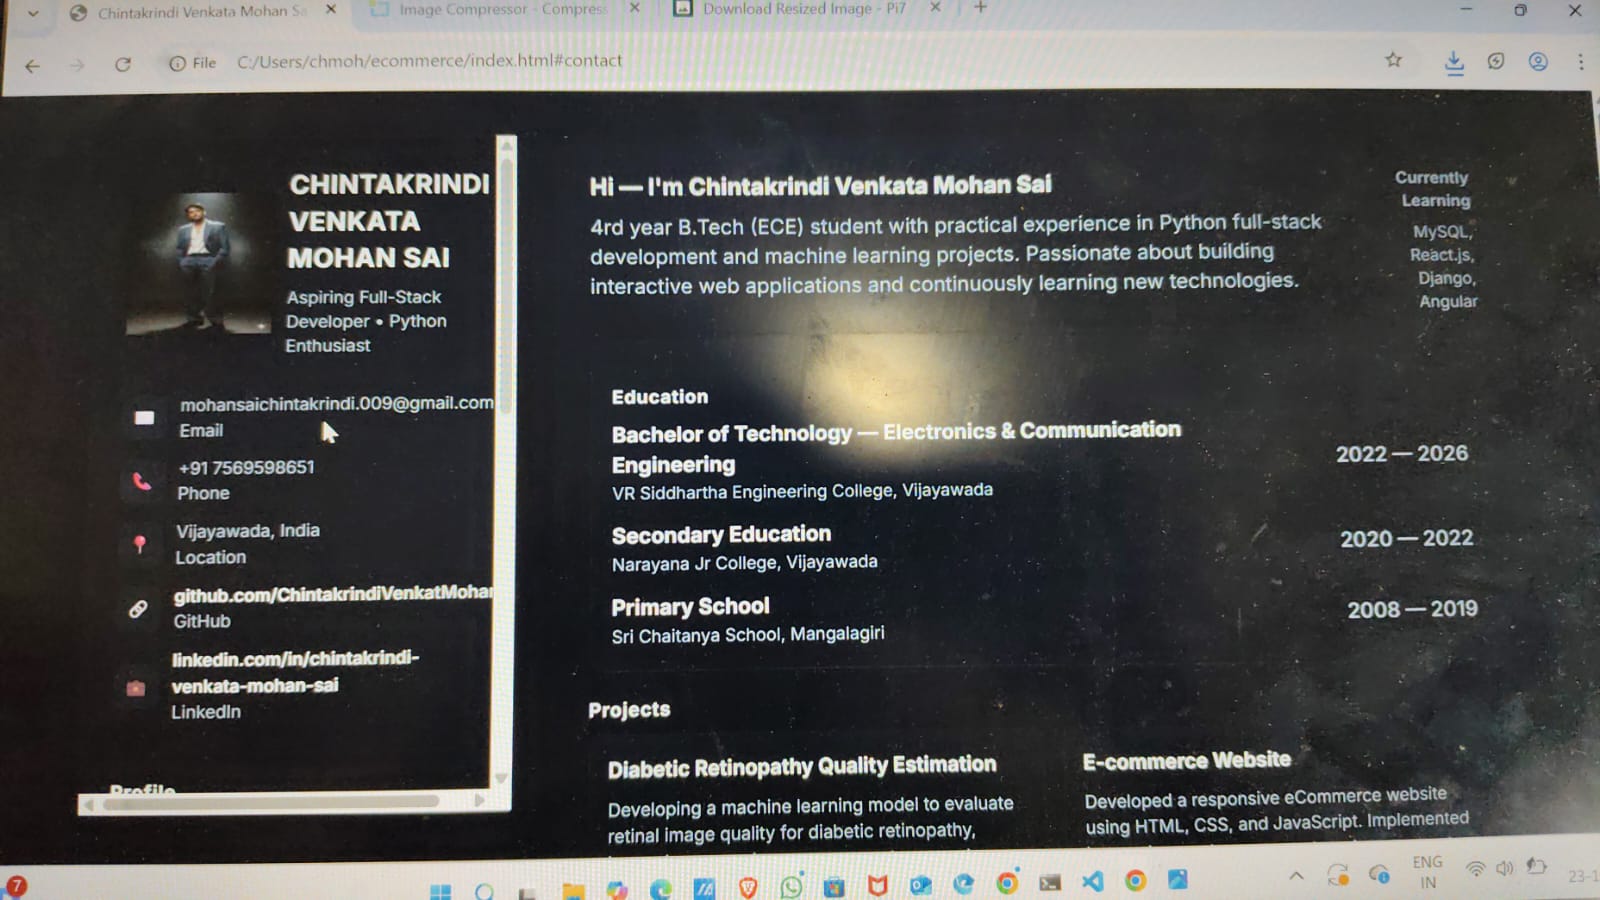 Chintakrindi Venkata Mohan Sa
Image Compressor - Compress
Download Resized Image - Pi7
File
C:/Users/chmoh/ecommerce/index.html#contact
CHINTAKRINDI
VENKATA
MOHAN SAI
Aspiring Full-Stack
Developer • Python
Enthusiast
mohansaichintakrindi.009@gmail.com
Email
+91 7569598651
Phone
Vijayawada, India
Location
github.com/ChintakrindiVenkatMohan
GitHub
linkedin.com/in/chintakrindi-
venkata-mohan-sai
LinkedIn
Profile
Hi — I'm Chintakrindi Venkata Mohan Sai
4rd year B.Tech (ECE) student with practical experience in Python full-stack
development and machine learning projects. Passionate about building
interactive web applications and continuously learning new technologies.
Currently
Learning
MySQL,
React.js,
Django,
Angular
Education
Bachelor of Technology — Electronics & Communication
Engineering
2022 — 2026
VR Siddhartha Engineering College, Vijayawada
Secondary Education
2020 — 2022
Narayana Jr College, Vijayawada
Primary School
2008 — 2019
Sri Chaitanya School, Mangalagiri
Projects
Diabetic Retinopathy Quality Estimation
Developing a machine learning model to evaluate
retinal image quality for diabetic retinopathy,
E-commerce Website
Developed a responsive eCommerce website
using HTML, CSS, and JavaScript. Implemented
7
ENG
IN
23-1